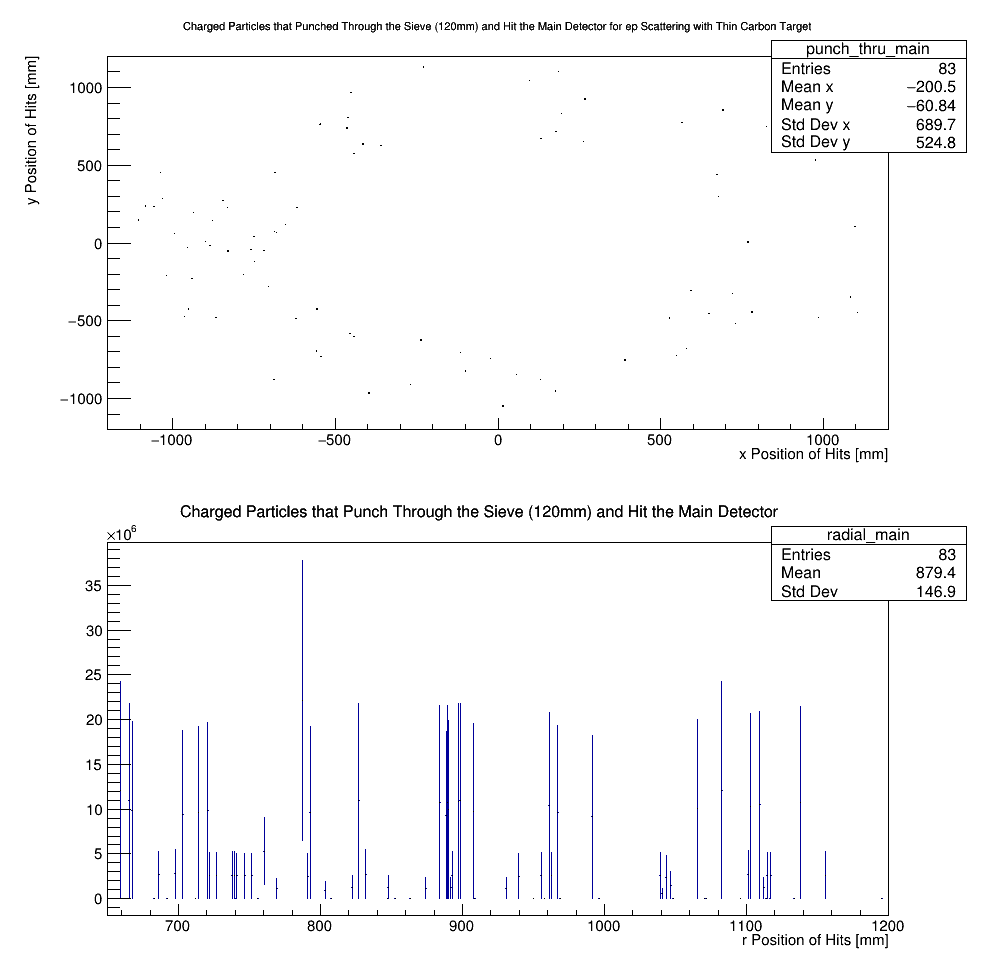 Charged Particles that Punched Through the Sieve (120mm) and Hit the Main Detector for ep Scattering with Thin Carbon Target
punch_thru_main
Entries 83
Mean x −200.5
Mean y −60.84
Std Dev x 689.7
Std Dev y 524.8
y Position of Hits [mm]
1000
500
0
−500
−1000
−1000 −500 0 500 1000
x Position of Hits [mm]
Charged Particles that Punch Through the Sieve (120mm) and Hit the Main Detector
×10⁶
radial_main
Entries 83
Mean 879.4
Std Dev 146.9
35
30
25
20
15
10
5
0
700 800 900 1000 1100 1200
r Position of Hits [mm]